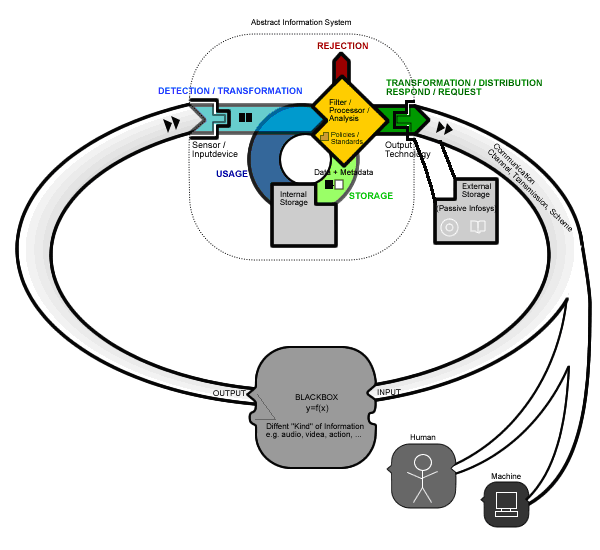 Abstract Information System
REJECTION
DETECTION / TRANSFORMATION
TRANSFORMATION / DISTRIBUTION
RESPOND / REQUEST
Filter /
Processor /
Analysis
Policies /
Standards
Sensor /
Inputdevice
Output
Technology
Communication
Channel, Transmission, Scheme
USAGE
Data + Metadata
STORAGE
Internal
Storage
External
Storage
(Passive Infosys)
OUTPUT
INPUT
BLACKBOX
y=f(x)
Diffent "Kind" of Information
e.g. audio, videa, action, ...
Human
Machine